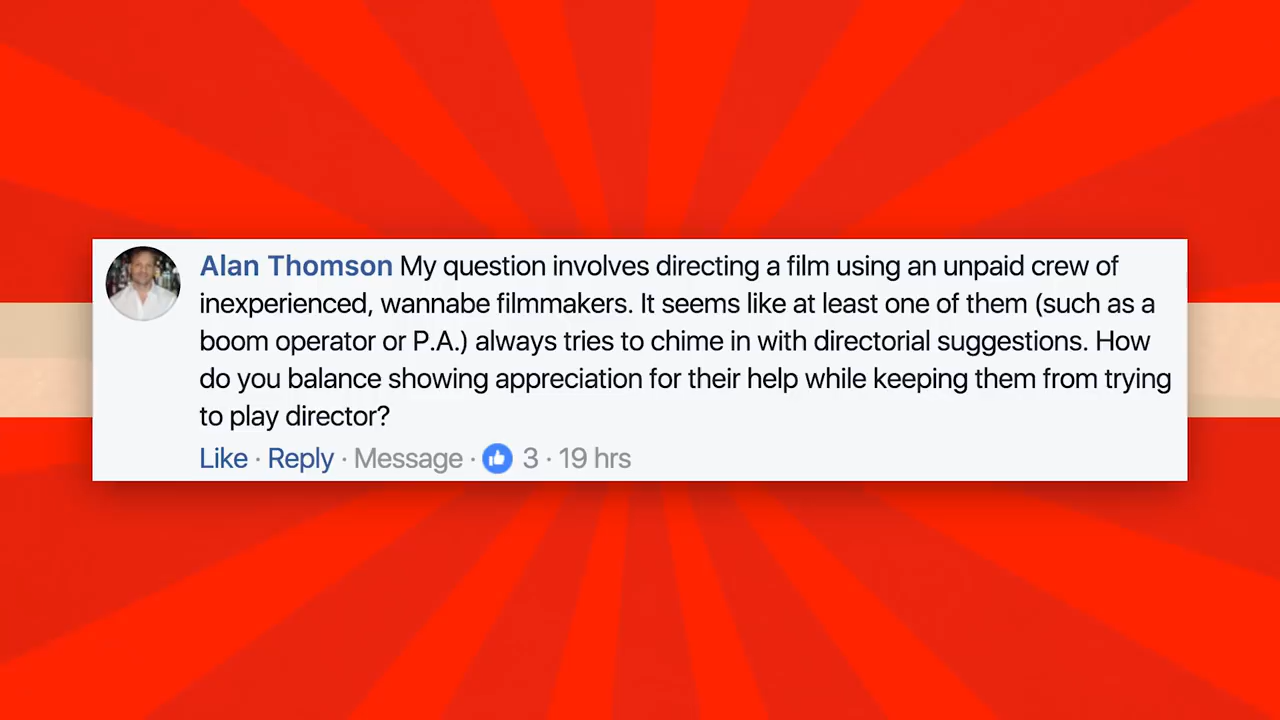 Alan Thomson My question involves directing a film using an unpaid crew of
inexperienced, wannabe filmmakers. It seems like at least one of them (such as a
boom operator or P.A.) always tries to chime in with directorial suggestions. How
do you balance showing appreciation for their help while keeping them from trying
to play director?
Like · Reply · Message · 3 · 19 hrs